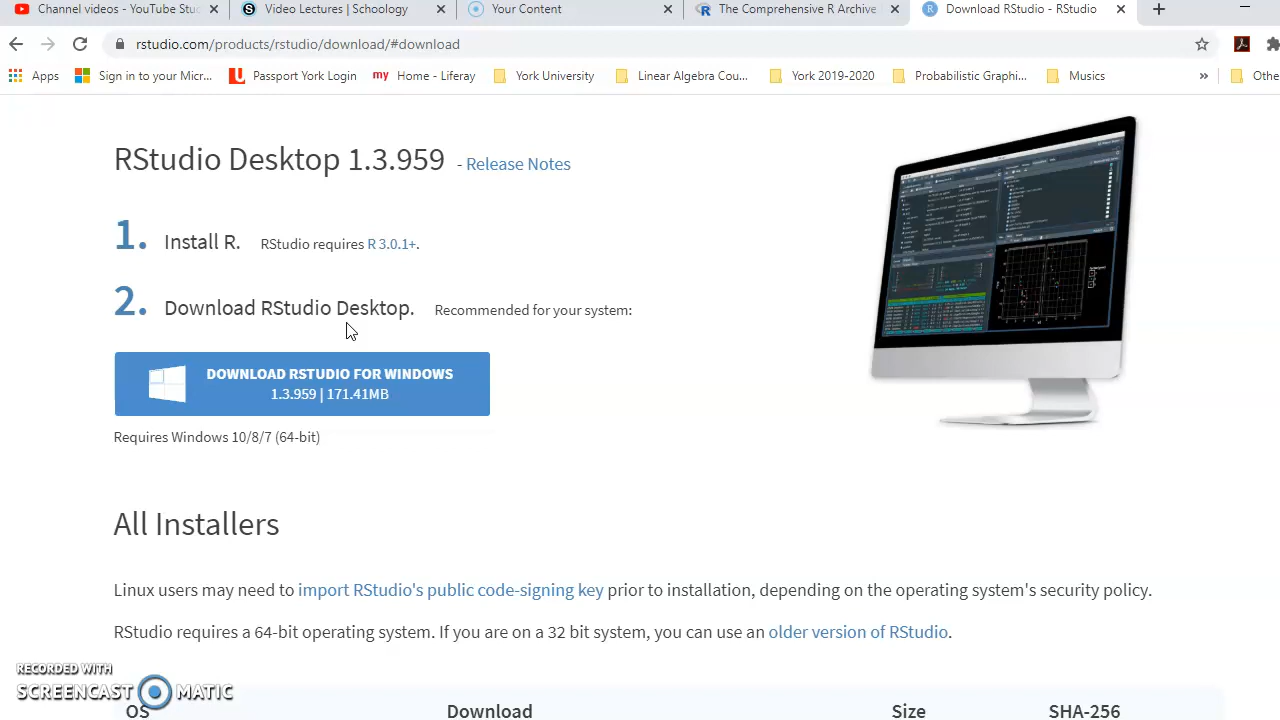 Channel videos - YouTube Stu
Video Lectures | Schoology
Your Content
The Comprehensive R Archive
Download RStudio - RStudio
rstudio.com/products/rstudio/download/#download
Apps
Sign in to your Micr...
Passport York Login
my Home - Liferay
York University
Linear Algebra Cou...
York 2019-2020
Probabilistic Graphi...
Musics
Othe
RStudio Desktop 1.3.959 - Release Notes
1. Install R. RStudio requires R 3.0.1+.
2. Download RStudio Desktop. Recommended for your system:
DOWNLOAD RSTUDIO FOR WINDOWS
1.3.959 | 171.41MB
Requires Windows 10/8/7 (64-bit)
All Installers
Linux users may need to import RStudio's public code-signing key prior to installation, depending on the operating system's security policy.
RStudio requires a 64-bit operating system. If you are on a 32 bit system, you can use an older version of RStudio.
RECORDED WITH
SCREENCAST MATIC
OS Download Size SHA-256